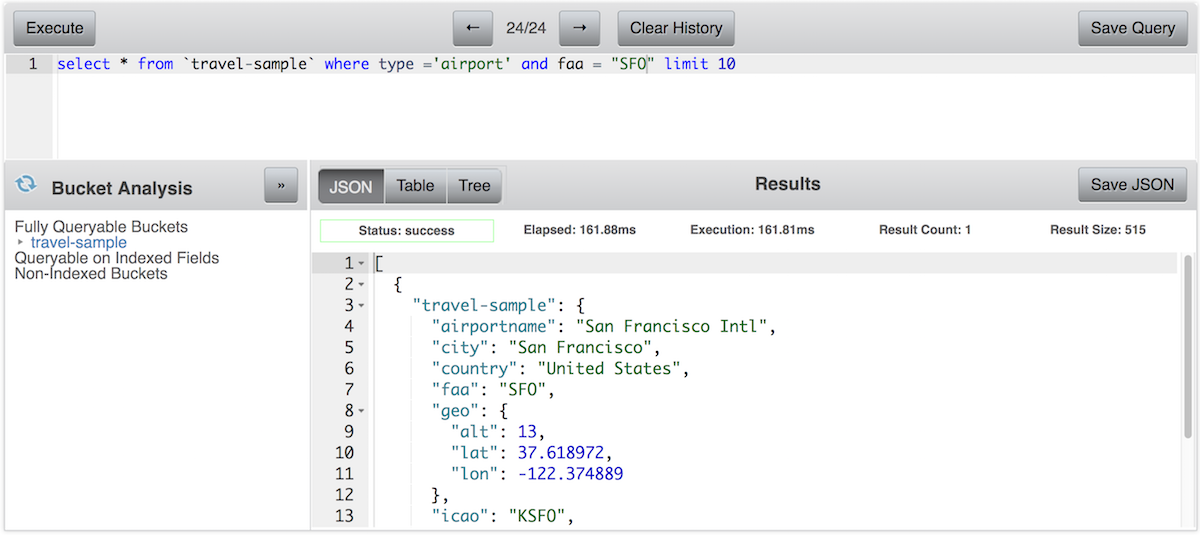 Execute ← 24/24 → Clear History Save Query
1 select * from `travel-sample` where type ='airport' and faa = "SFO" limit 10
Bucket Analysis »
Fully Queryable Buckets
travel-sample
Queryable on Indexed Fields
Non-Indexed Buckets
JSON Table Tree Results Save JSON
Status: success Elapsed: 161.88ms Execution: 161.81ms Result Count: 1 Result Size: 515
1 [
2 {
3 "travel-sample": {
4 "airportname": "San Francisco Intl",
5 "city": "San Francisco",
6 "country": "United States",
7 "faa": "SFO",
8 "geo": {
9 "alt": 13,
10 "lat": 37.618972,
11 "lon": -122.374889
12 },
13 "icao": "KSFO",